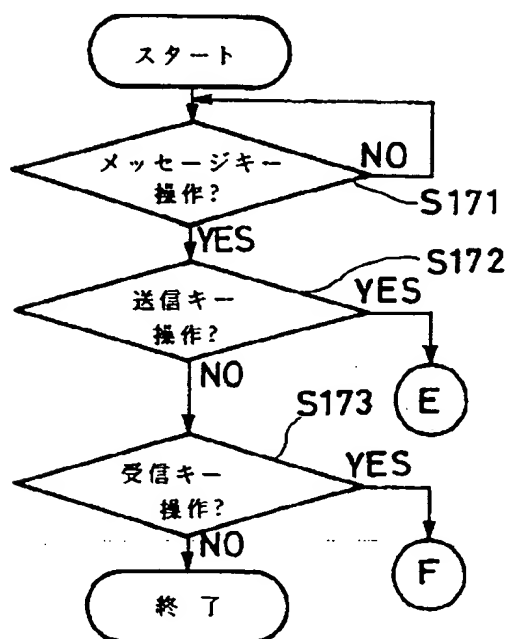 スタート
メッセージキー
操作?
NO
S171
YES
S172
送信キー
操作?
YES
E
NO
S173
受信キー
操作?
YES
F
NO
終了